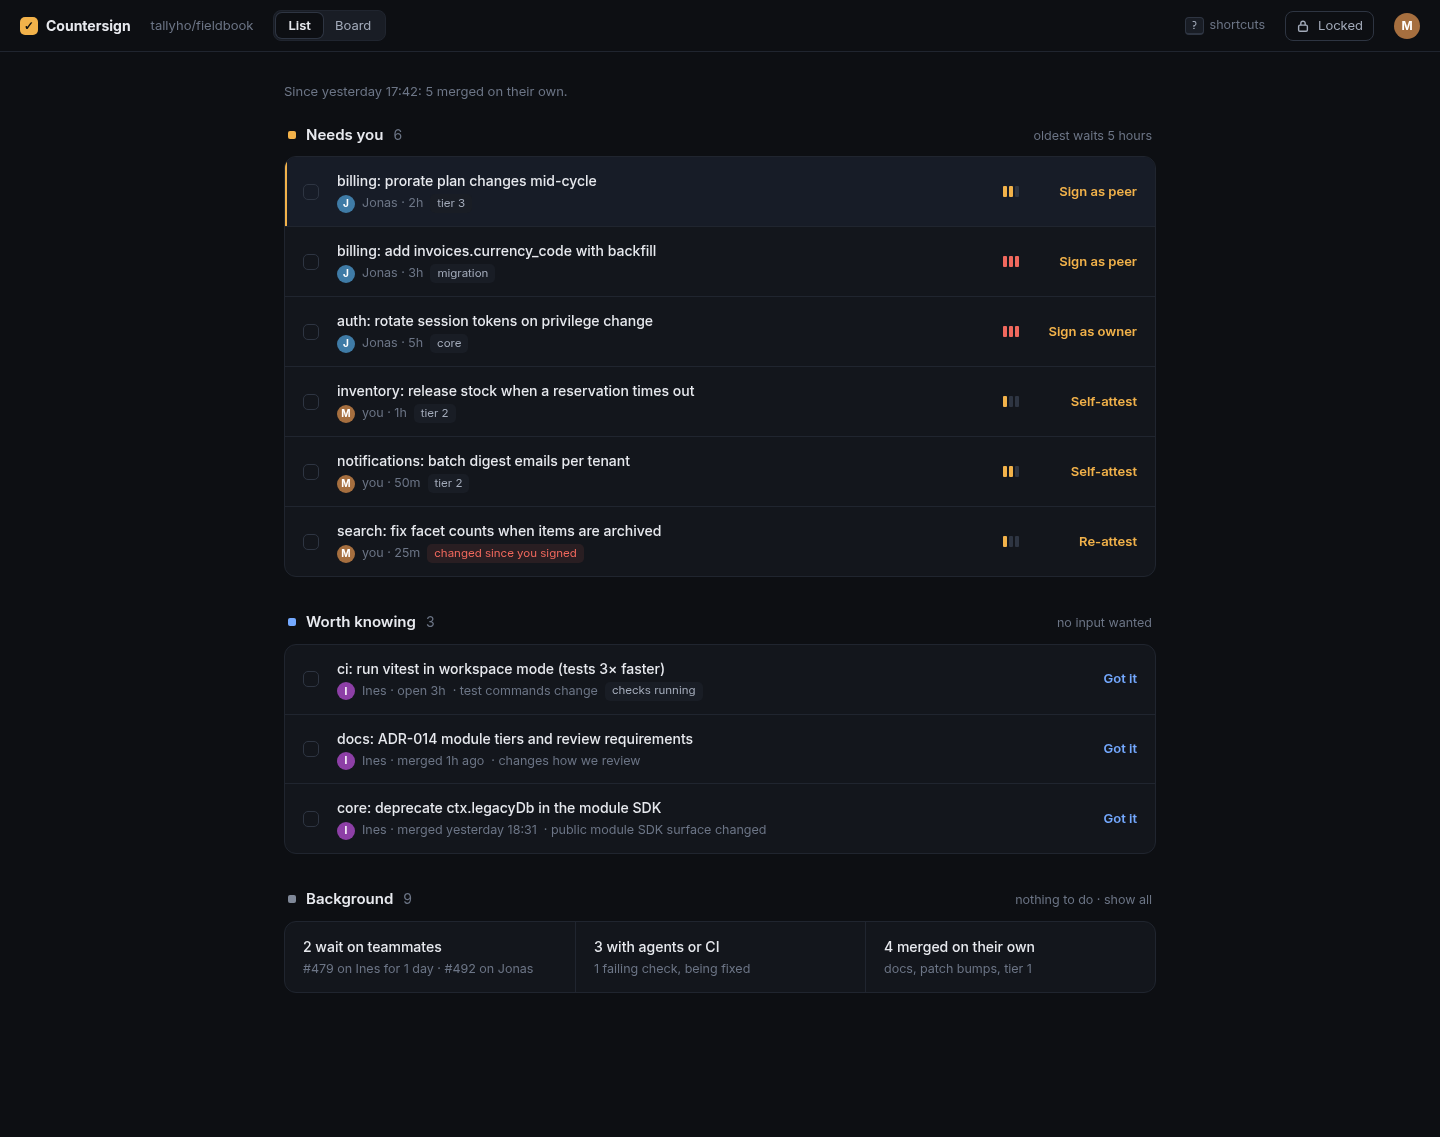 ✓ Countersign tallyho/fieldbook List Board ? shortcuts Locked M
Since yesterday 17:42: 5 merged on their own.
Needs you 6 oldest waits 5 hours
billing: prorate plan changes mid-cycle
J Jonas · 2h tier 3
Sign as peer
billing: add invoices.currency_code with backfill
J Jonas · 3h migration
Sign as peer
auth: rotate session tokens on privilege change
J Jonas · 5h core
Sign as owner
inventory: release stock when a reservation times out
M you · 1h tier 2
Self-attest
notifications: batch digest emails per tenant
M you · 50m tier 2
Self-attest
search: fix facet counts when items are archived
M you · 25m changed since you signed
Re-attest
Worth knowing 3 no input wanted
ci: run vitest in workspace mode (tests 3× faster)
I Ines · open 3h · test commands change checks running
Got it
docs: ADR-014 module tiers and review requirements
I Ines · merged 1h ago · changes how we review
Got it
core: deprecate ctx.legacyDb in the module SDK
I Ines · merged yesterday 18:31 · public module SDK surface changed
Got it
Background 9 nothing to do · show all
2 wait on teammates
#479 on Ines for 1 day · #492 on Jonas
3 with agents or CI
1 failing check, being fixed
4 merged on their own
docs, patch bumps, tier 1